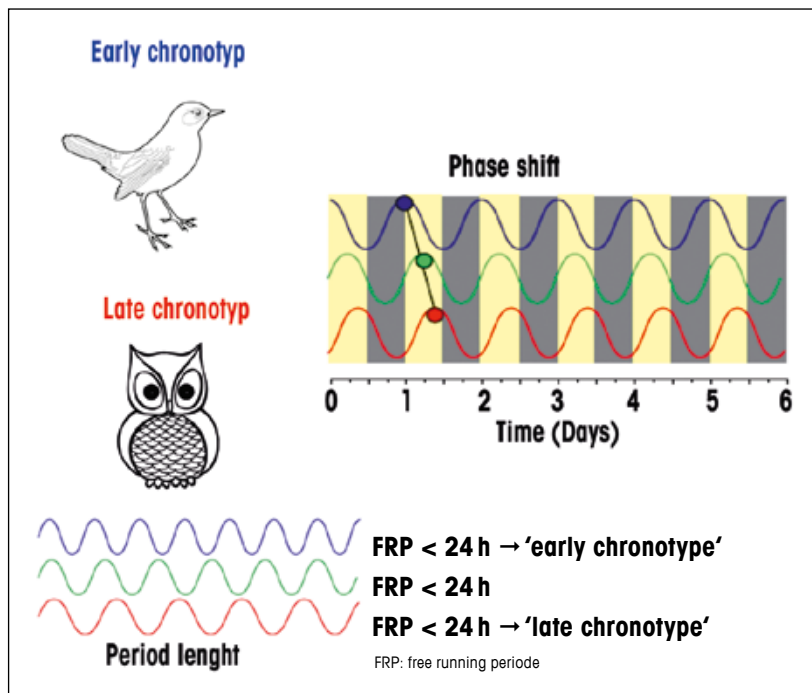 Early chronotyp
Phase shift
Late chronotyp
0 1 2 3 4 5 6
Time (Days)
FRP < 24 h → ‘early chronotype‘
FRP < 24 h
FRP < 24 h → ‘late chronotype‘
Period lenght
FRP: free running periode